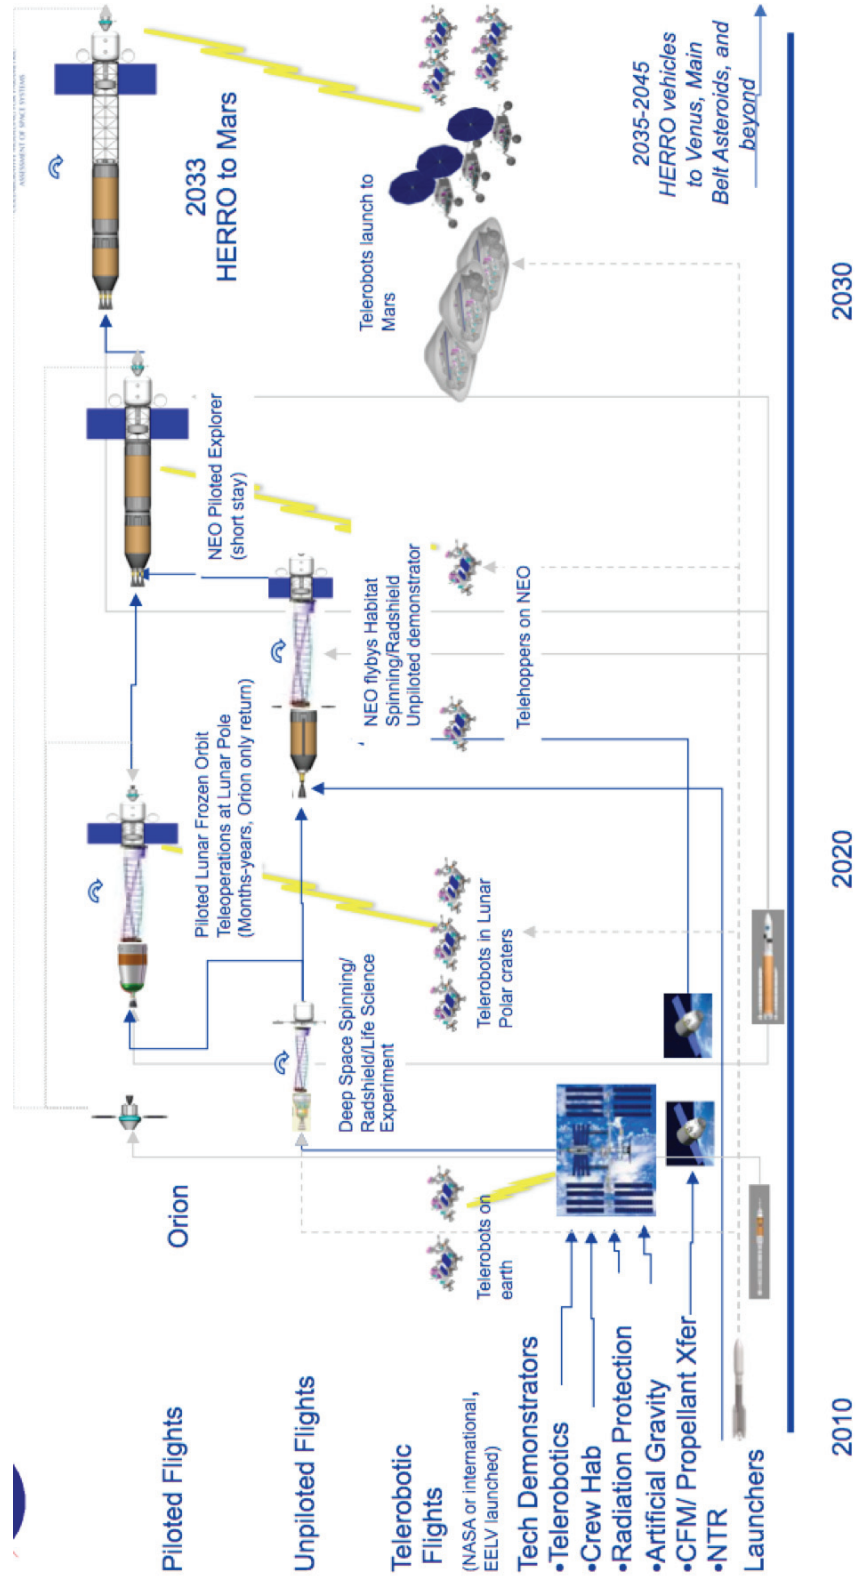 ASSESSMENT OF SPACE SYSTEMS
Piloted Flights
Orion
Piloted Lunar Frozen Orbit
Teleoperations at Lunar Pole
(Months-years, Orion only return)
NEO Piloted Explorer
(short stay)
2033
HERRO to Mars
Unpiloted Flights
Deep Space Spinning/
Radshield/Life Science
Experiment
NEO flybys Habitat
Spinning/Radshield
Unpiloted demonstrator
Telerobotic
Flights
(NASA or international,
EELV launched)
Telerobots on
earth
Telerobots in Lunar
Polar craters
Telehoppers on NEO
Telerobots launch to
Mars
Tech Demonstrators
•Telerobotics
•Crew Hab
•Radiation Protection
•Artificial Gravity
•CFM/ Propellant Xfer
•NTR
Launchers
2035-2045
HERRO vehicles
to Venus, Main
Belt Asteroids, and
beyond
2010
2020
2030